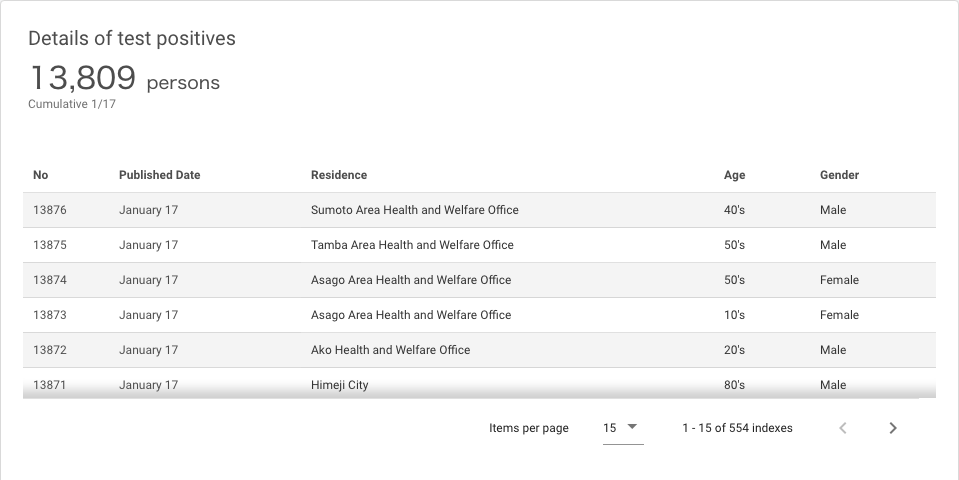 Details of test positives
13,809 persons
Cumulative 1/17
No Published Date Residence Age Gender
13876 January 17 Sumoto Area Health and Welfare Office 40's Male
13875 January 17 Tamba Area Health and Welfare Office 50's Male
13874 January 17 Asago Area Health and Welfare Office 50's Female
13873 January 17 Asago Area Health and Welfare Office 10's Female
13872 January 17 Ako Health and Welfare Office 20's Male
13871 January 17 Himeji City 80's Male
Items per page 15 1 - 15 of 554 indexes